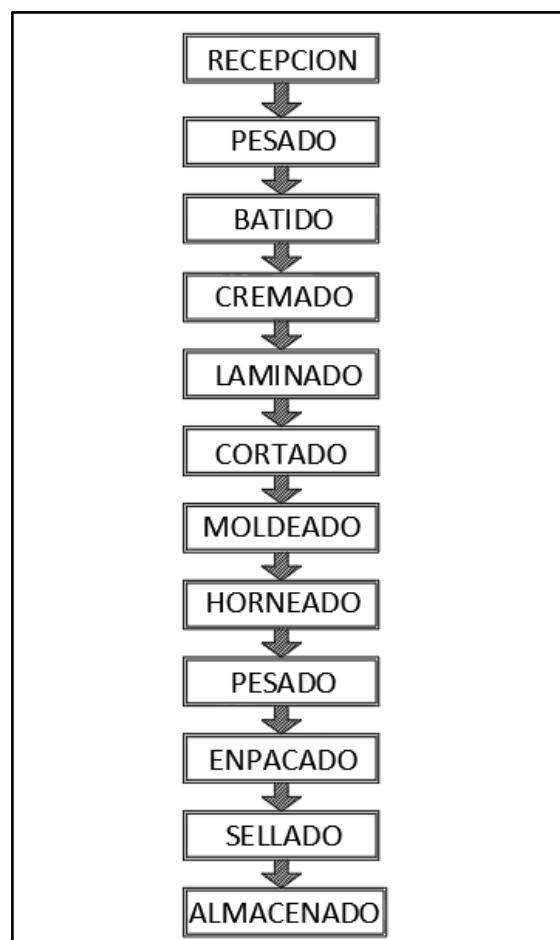 RECEPCION
PESADO
BATIDO
CREMADO
LAMINADO
CORTADO
MOLDEADO
HORNEADO
PESADO
ENPACADO
SELLADO
ALMACENADO